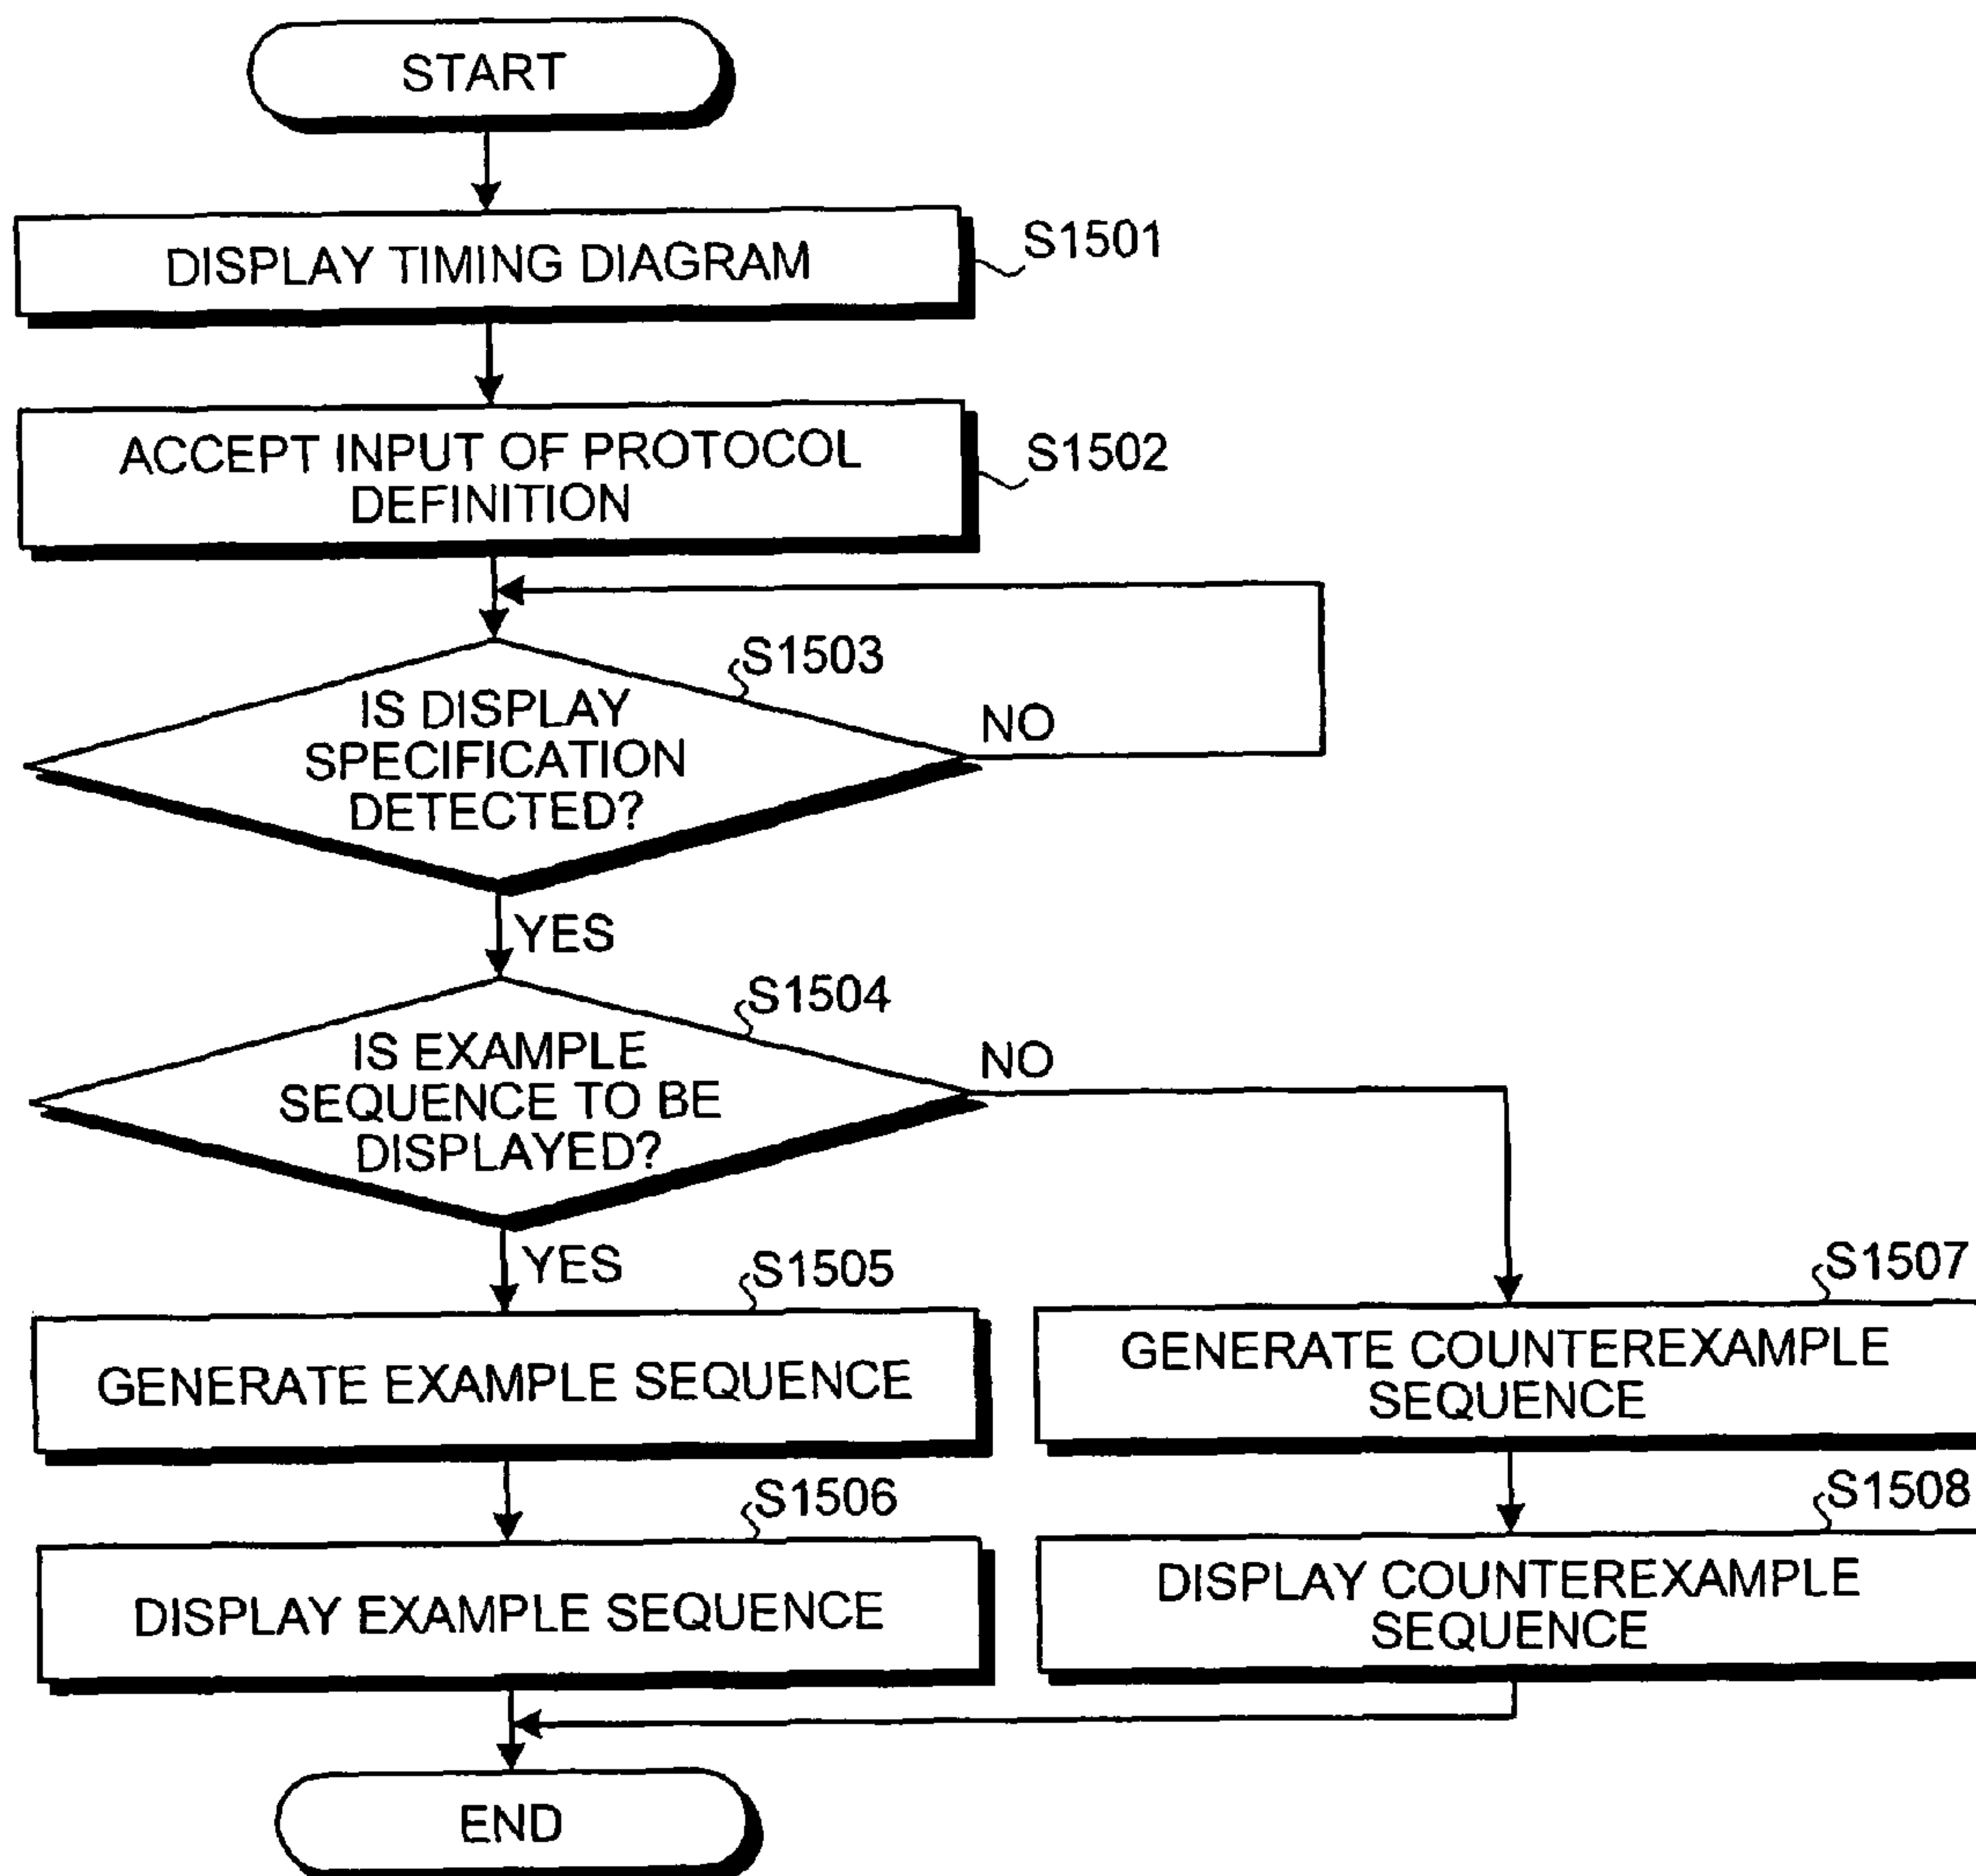 START
DISPLAY TIMING DIAGRAM
S1501
ACCEPT INPUT OF PROTOCOL
DEFINITION
S1502
S1503
IS DISPLAY
SPECIFICATION
DETECTED?
NO
YES
S1504
IS EXAMPLE
SEQUENCE TO BE
DISPLAYED?
NO
YES
S1505
GENERATE EXAMPLE SEQUENCE
S1507
GENERATE COUNTEREXAMPLE
SEQUENCE
S1506
DISPLAY EXAMPLE SEQUENCE
S1508
DISPLAY COUNTEREXAMPLE
SEQUENCE
END